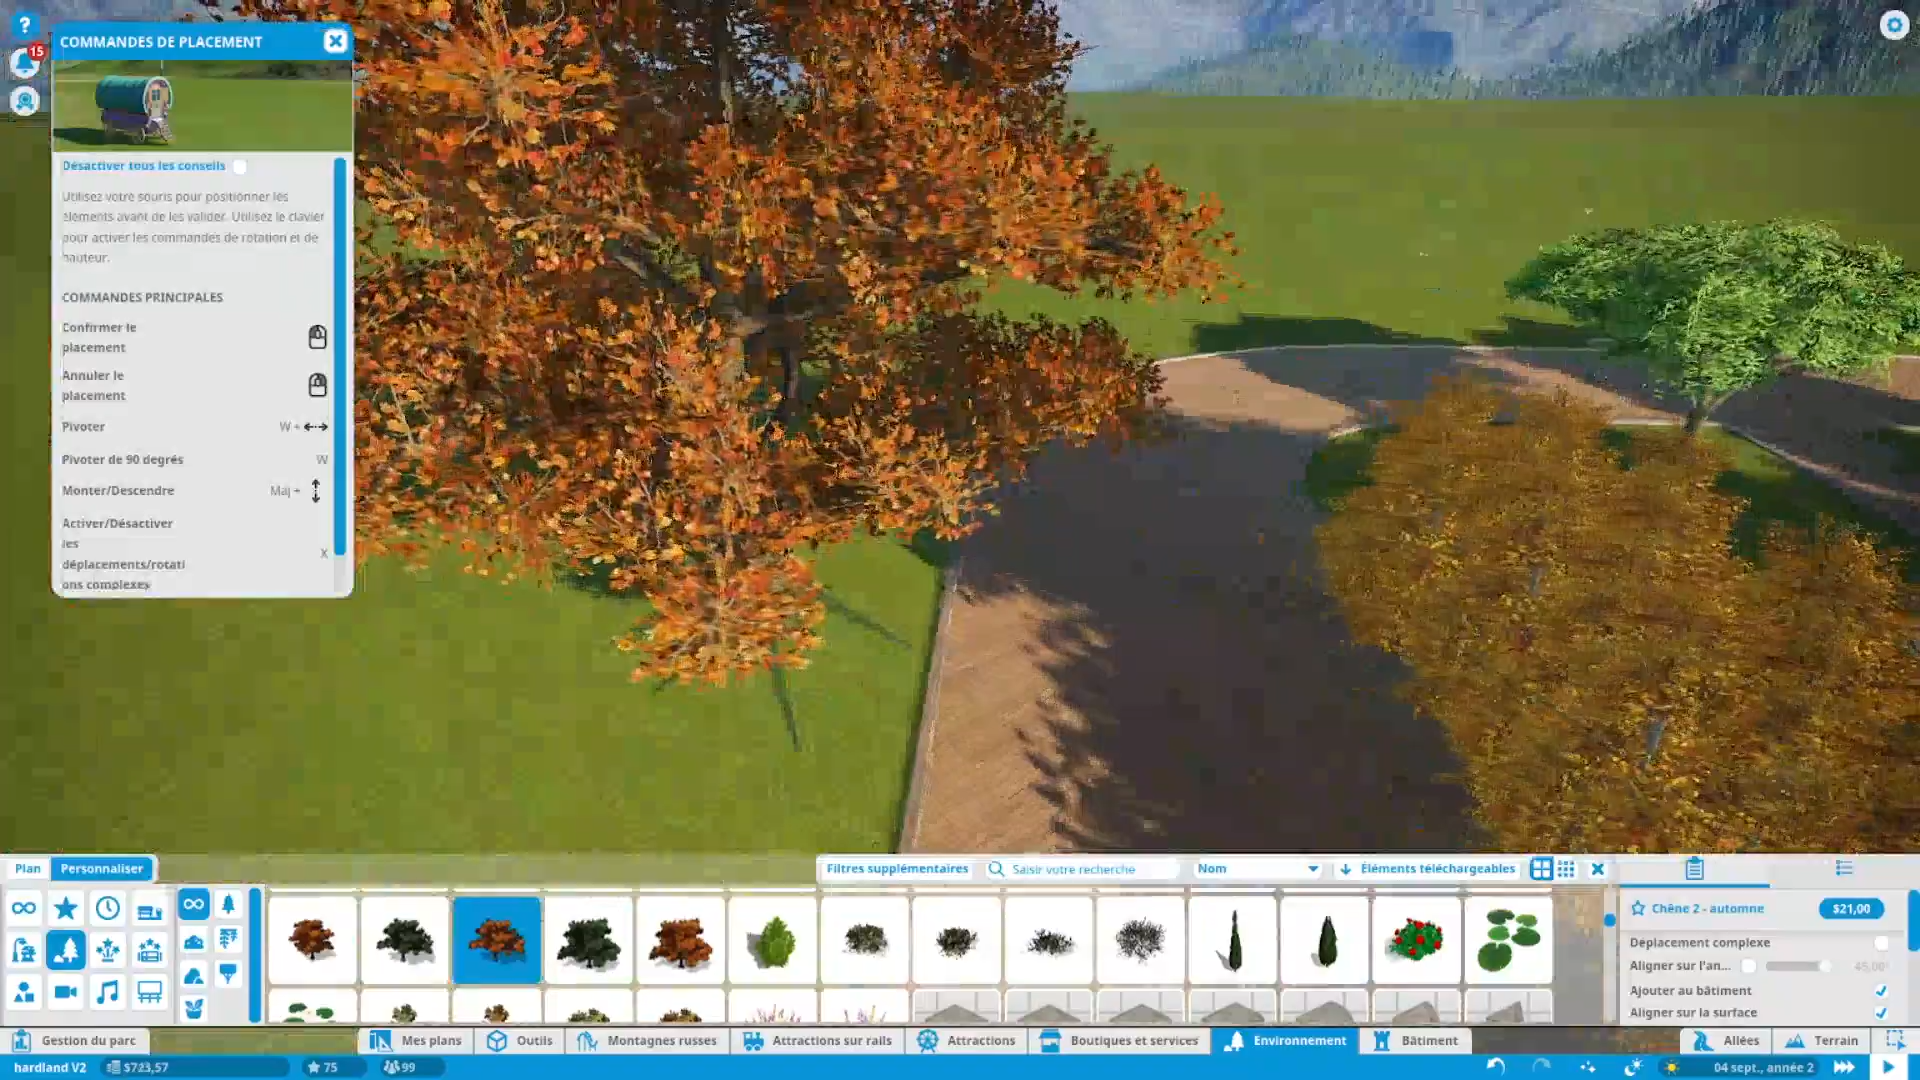 ?
15
COMMANDES DE PLACEMENT
Désactiver tous les conseils
Utilisez votre souris pour positionner les
éléments avant de les valider. Utilisez le clavier
pour activer les commandes de rotation et de
hauteur.
COMMANDES PRINCIPALES
Confirmer le
placement
Annuler le
placement
Pivoter W +
Pivoter de 90 degrés W
Monter/Descendre Maj +
Activer/Désactiver
les
déplacements/rotati
ons complexes
X
Plan Personnaliser
Filtres supplémentaires Saisir votre recherche Nom Éléments téléchargeables
Chêne 2 - automne $21,00
Déplacement complexe
Aligner sur l'an... 45,00°
Ajouter au bâtiment
Aligner sur la surface
Gestion du parc Mes plans Outils Montagnes russes Attractions sur rails Attractions Boutiques et services Environnement Bâtiment Allées Terrain
hardland V2 $723,57 75 99 04 sept., année 2